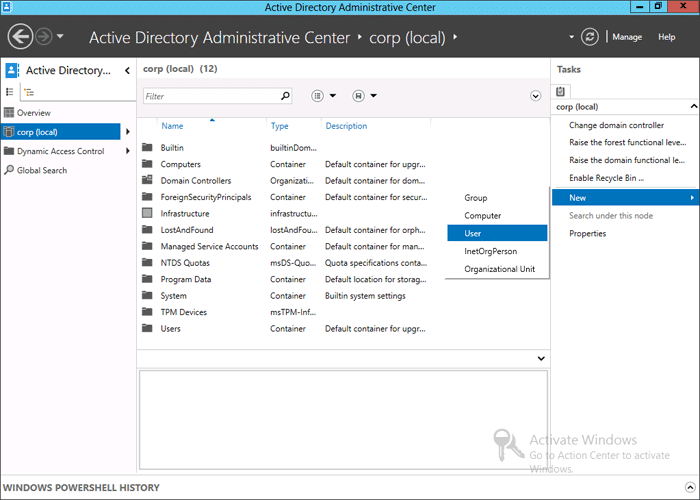 Active Directory Administrative Center
Active Directory Administrative Center • corp (local) •
Manage
Help
Active Directory...
Overview
corp (local)
Dynamic Access Control
Global Search
corp (local) (12)
Filter
Name Type Description
Builtin builtinDom...
Computers Container Default container for upgr...
Domain Controllers Organizati... Default container for dom...
ForeignSecurityPrincipals Container Default container for secur...
Infrastructure infrastructu...
LostAndFound lostAndFou... Default container for orph...
Managed Service Accounts Container Default container for man...
NTDS Quotas msDS-Quo... Quota specifications conta...
Program Data Container Default location for storag...
System Container Builtin system settings
TPM Devices msTPM-Inf...
Users Container Default container for upgr...
Group
Computer
User
InetOrgPerson
Organizational Unit
Tasks
corp (local)
Change domain controller
Raise the forest functional leve...
Raise the domain functional le...
Enable Recycle Bin ...
New
Search under this node
Properties
Activate Windows
Go to Action Center to activate
Windows.
WINDOWS POWERSHELL HISTORY